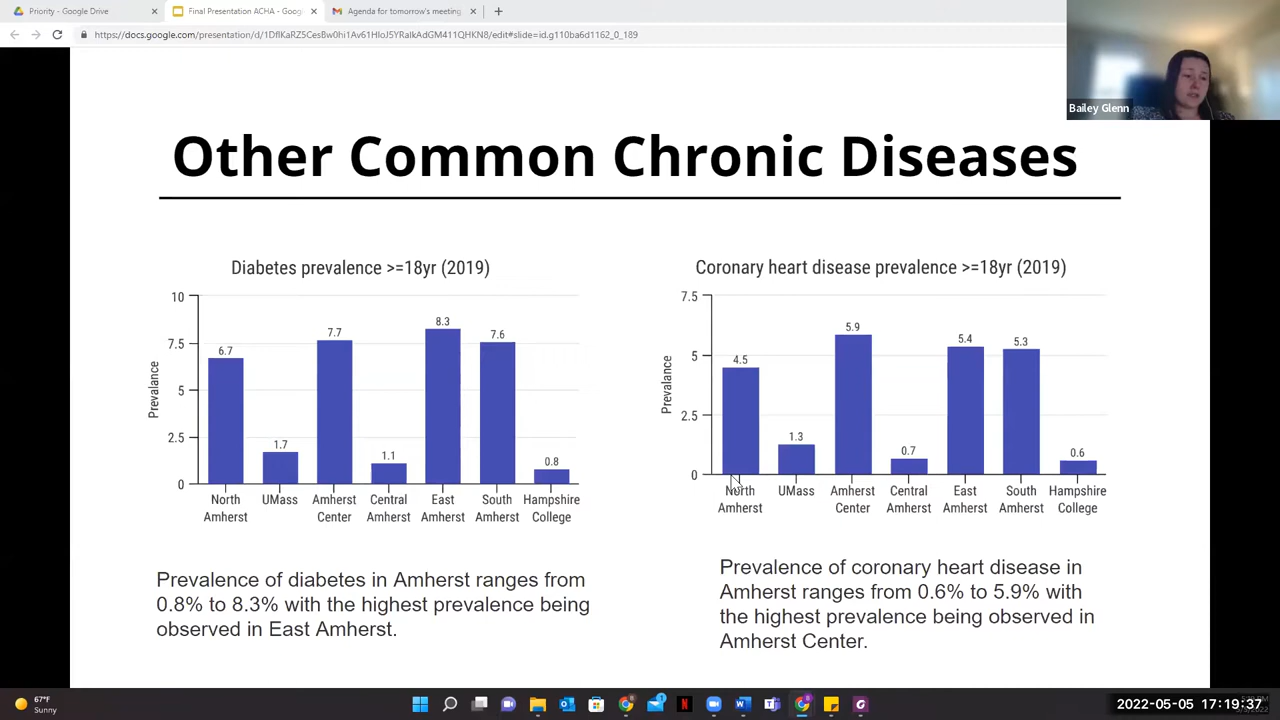 Priority - Google Drive
Final Presentation ACHA - Goog
Agenda for tomorrow's meeting
Bailey Glenn
Other Common Chronic Diseases
Diabetes prevalence >=18yr (2019)
Prevalance
10
7.5
5
2.5
0
6.7
1.7
7.7
1.1
8.3
7.6
0.8
North Amherst
UMass
Amherst Center
Central Amherst
East Amherst
South Amherst
Hampshire College
Prevalence of diabetes in Amherst ranges from
0.8% to 8.3% with the highest prevalence being
observed in East Amherst.
Coronary heart disease prevalence >=18yr (2019)
Prevalance
7.5
5
2.5
0
4.5
1.3
5.9
0.7
5.4
5.3
0.6
North Amherst
UMass
Amherst Center
Central Amherst
East Amherst
South Amherst
Hampshire College
Prevalence of coronary heart disease in
Amherst ranges from 0.6% to 5.9% with
the highest prevalence being observed in
Amherst Center.
67°F
Sunny
2022-05-05 17:19:37